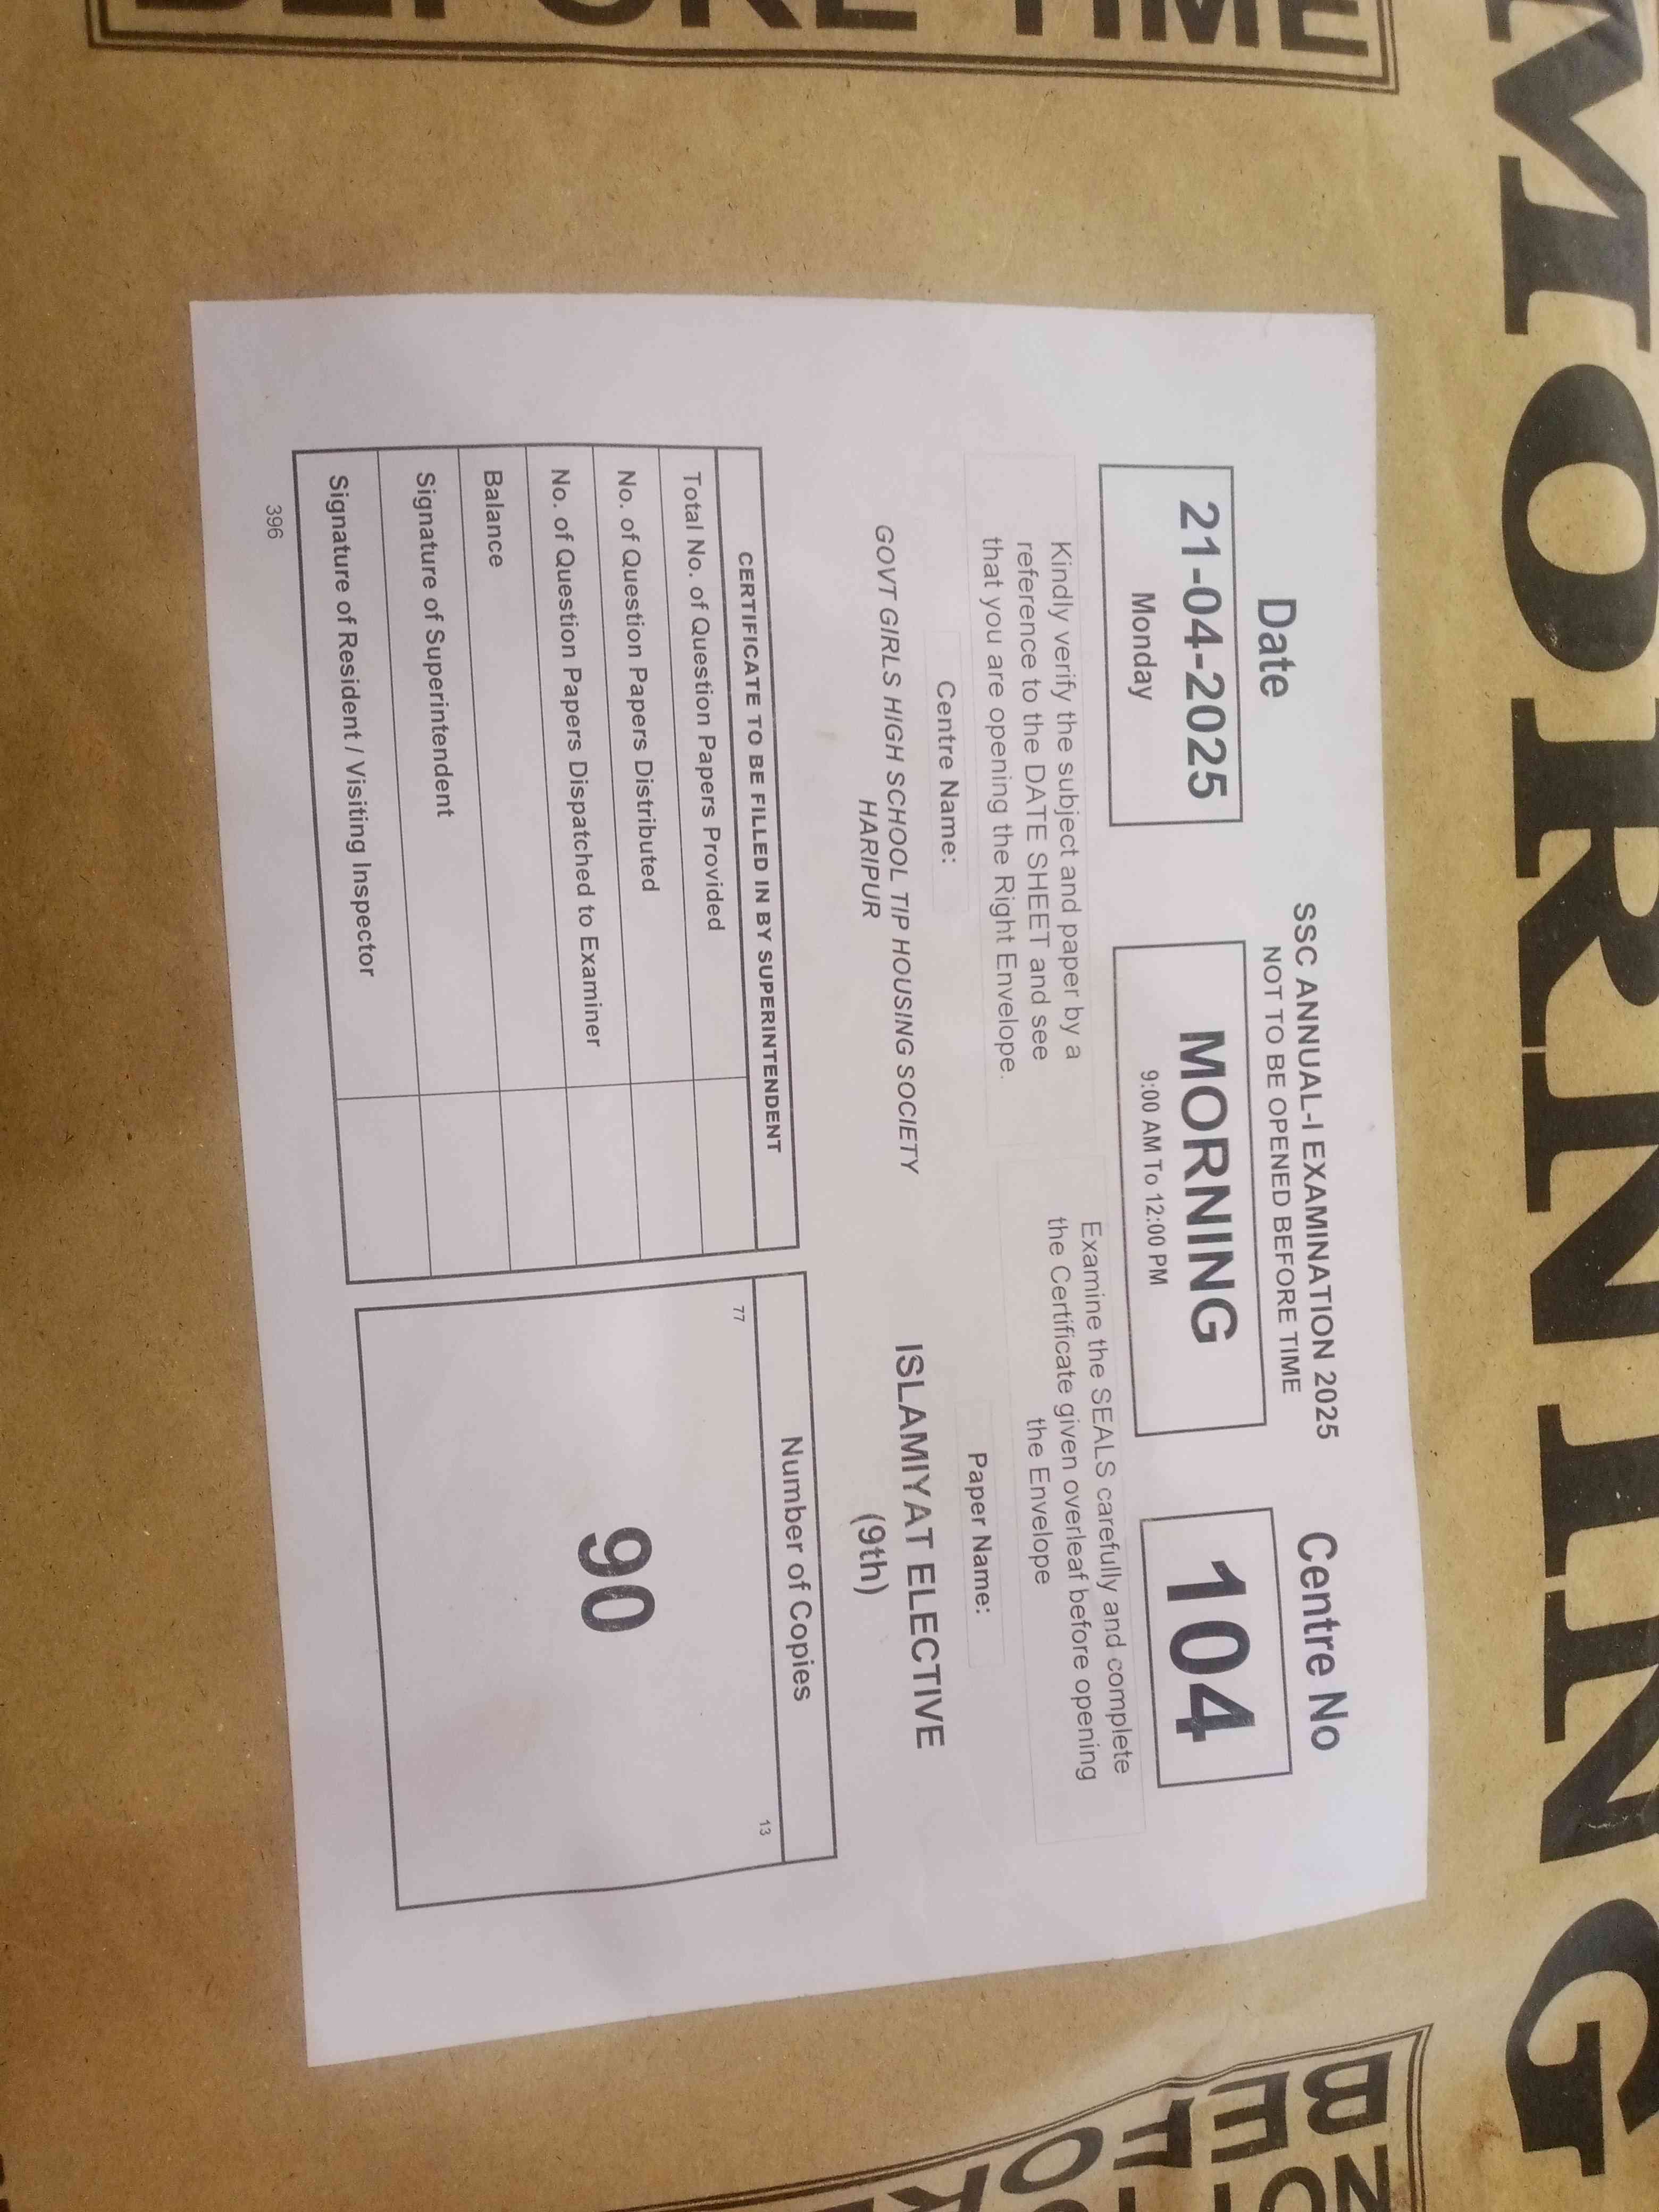 MORNING
BEFORE TIME
SSC ANNUAL-I EXAMINATION 2025
NOT TO BE OPENED BEFORE TIME
Date
Centre No
21-04-2025
Monday
MORNING
9:00 AM To 12:00 PM
104
Kindly verify the subject and paper by a
reference to the DATE SHEET and see
that you are opening the Right Envelope.
Examine the SEALS carefully and complete
the Certificate given overleaf before opening
the Envelope
Centre Name:
Paper Name:
GOVT GIRLS HIGH SCHOOL TIP HOUSING SOCIETY
HARIPUR
ISLAMIYAT ELECTIVE
(9th)
CERTIFICATE TO BE FILLED IN BY SUPERINTENDENT
Total No. of Question Papers Provided
No. of Question Papers Distributed
No. of Question Papers Dispatched to Examiner
Balance
Signature of Superintendent
Signature of Resident / Visiting Inspector
Number of Copies
77
13
90
396